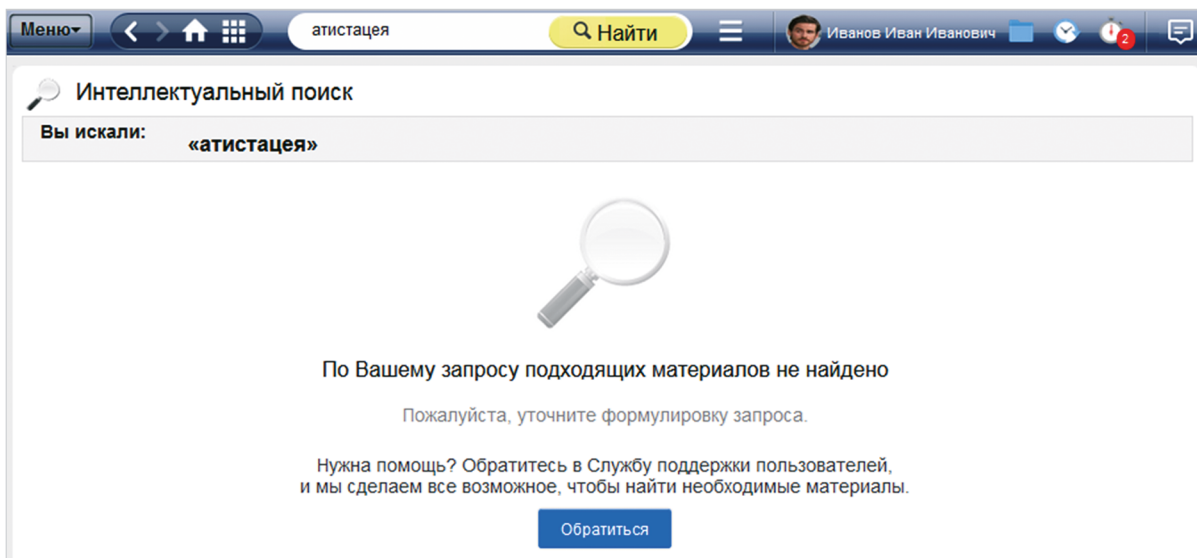 Меню
атистацея
Найти
Иванов Иван Иванович
2
Интеллектуальный поиск
Вы искали:
«атистацея»
По Вашему запросу подходящих материалов не найдено
Пожалуйста, уточните формулировку запроса.
Нужна помощь? Обратитесь в Службу поддержки пользователей,
и мы сделаем все возможное, чтобы найти необходимые материалы.
Обратиться